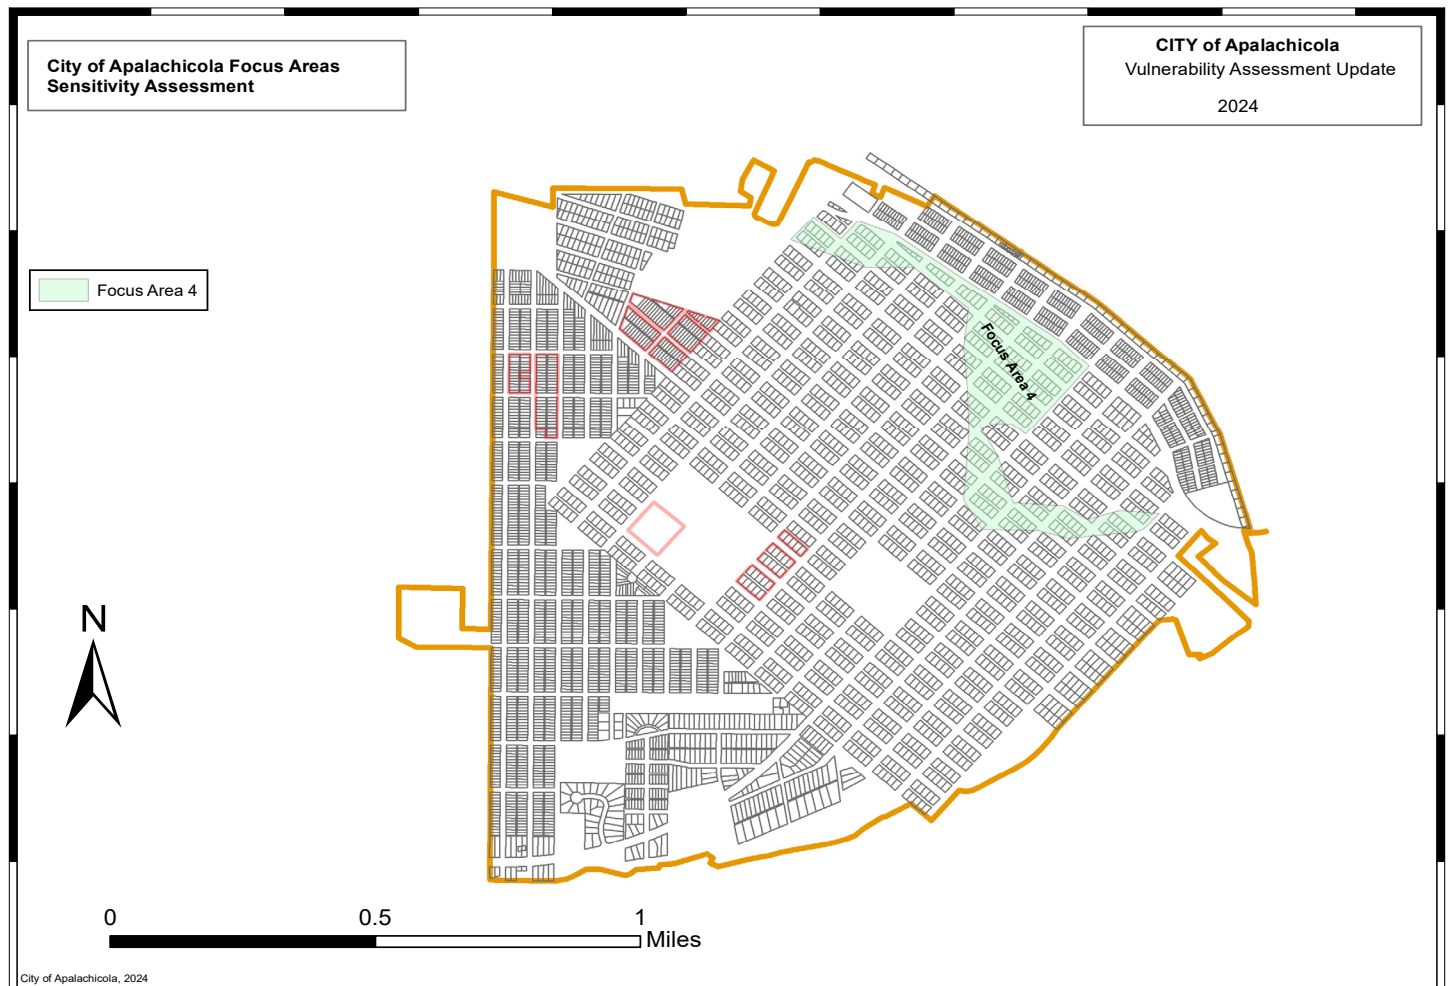 City of Apalachicola Focus Areas
Sensitivity Assessment
CITY of Apalachicola
Vulnerability Assessment Update
2024
Focus Area 4
Focus Area 4
N
0 0.5 1
Miles
City of Apalachicola, 2024